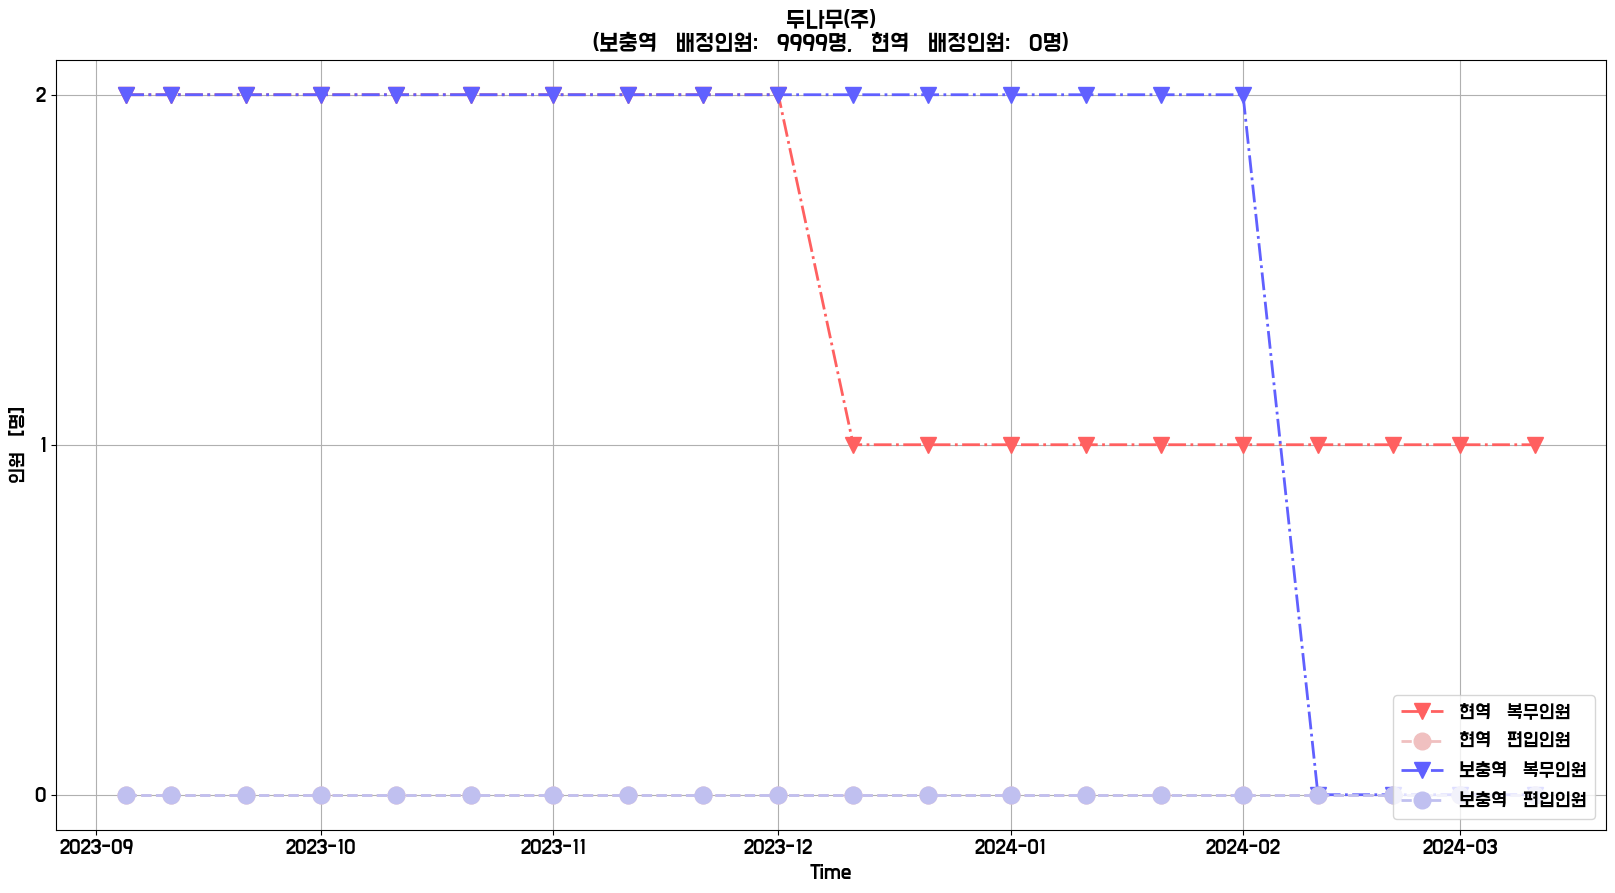 두나무(주)
(보충역 배정인원: 9999명, 현역 배정인원: 0명)
인원 [명]
2
1
0
현역 복무인원
현역 편입인원
보충역 복무인원
보충역 편입인원
2023-09 2023-10 2023-11 2023-12 2024-01 2024-02 2024-03
Time